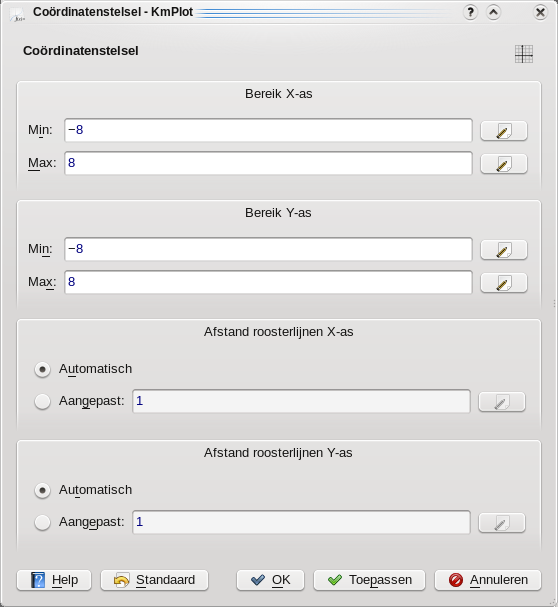 Coördinatenstelsel - KmPlot
Coördinatenstelsel
Bereik X-as
Min: −8
Max: 8
Bereik Y-as
Min: −8
Max: 8
Afstand roosterlijnen X-as
Automatisch
Aangepast: 1
Afstand roosterlijnen Y-as
Automatisch
Aangepast: 1
Help Standaard OK Toepassen Annuleren